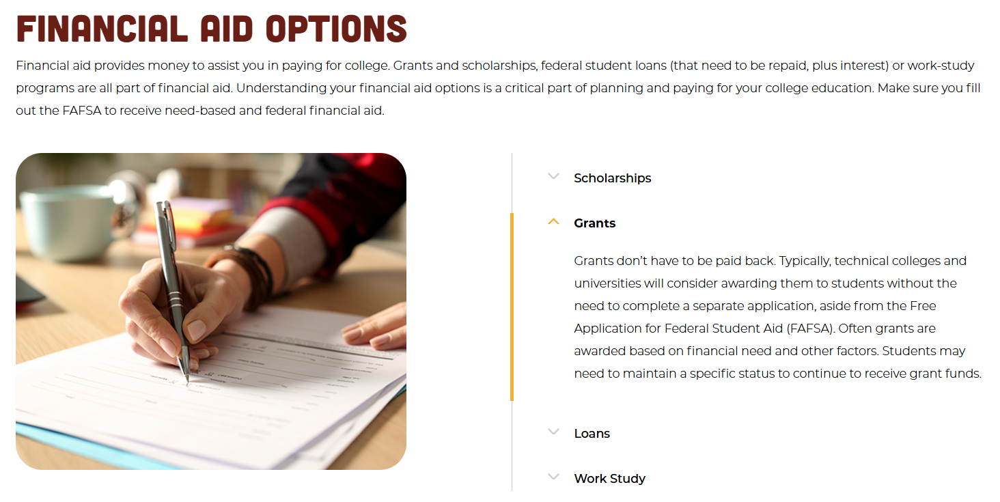 FINANCIAL AID OPTIONS
Financial aid provides money to assist you in paying for college. Grants and scholarships, federal student loans (that need to be repaid, plus interest) or work-study
programs are all part of financial aid. Understanding your financial aid options is a critical part of planning and paying for your college education. Make sure you fill
out the FAFSA to receive need-based and federal financial aid.
Scholarships
Grants
Grants don’t have to be paid back. Typically, technical colleges and
universities will consider awarding them to students without the
need to complete a separate application, aside from the Free
Application for Federal Student Aid (FAFSA). Often grants are
awarded based on financial need and other factors. Students may
need to maintain a specific status to continue to receive grant funds.
Loans
Work Study